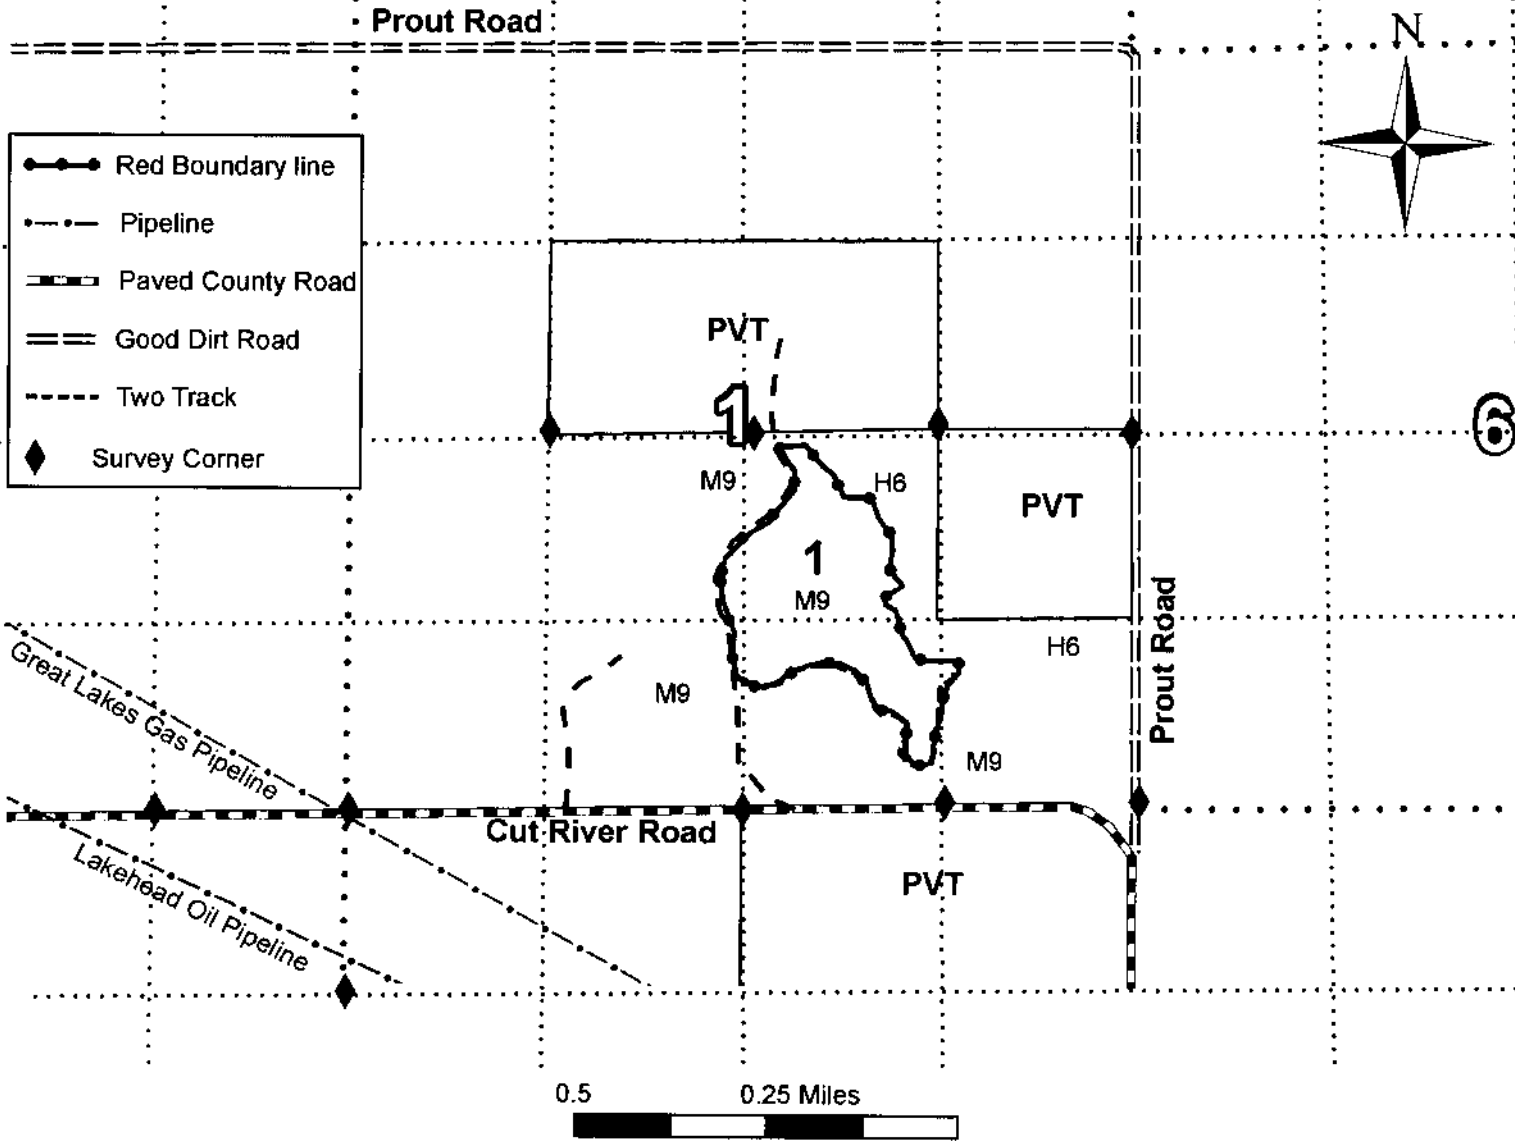 Prout Road
N
Red Boundary line
Pipeline
Paved County Road
Good Dirt Road
Two Track
Survey Corner
PVT
1
6
M9
H6
PVT
1
M9
Prout Road
H6
Great Lakes Gas Pipeline
M9
M9
Cut River Road
Lakehead Oil Pipeline
PVT
0.5 0.25 Miles